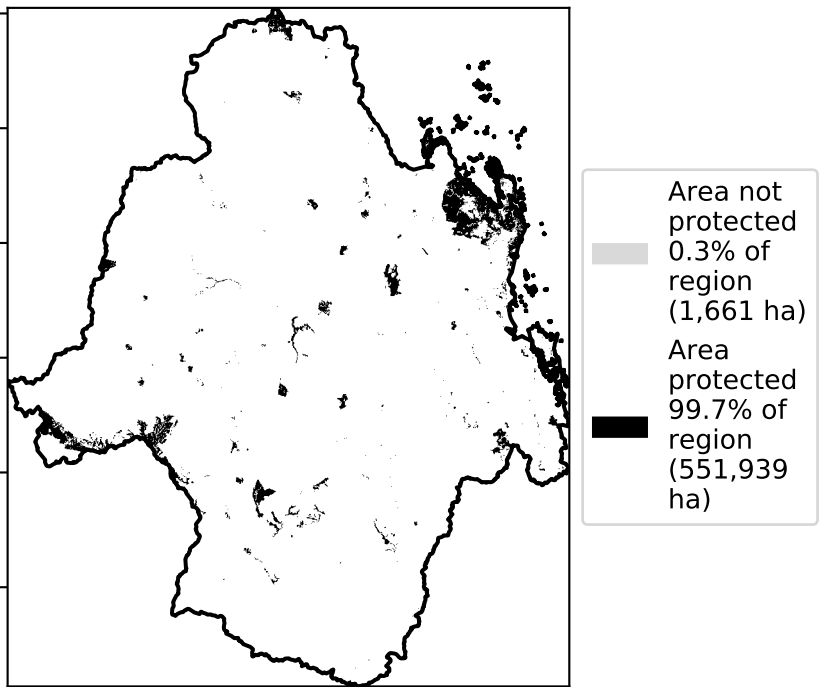 Area not
protected
0.3% of
region
(1,661 ha)
Area
protected
99.7% of
region
(551,939
ha)